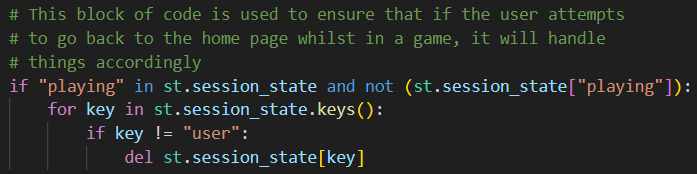 # This block of code is used to ensure that if the user attempts
# to go back to the home page whilst in a game, it will handle
# things accordingly
if "playing" in st.session_state and not (st.session_state["playing"]):
    for key in st.session_state.keys():
        if key != "user":
            del st.session_state[key]